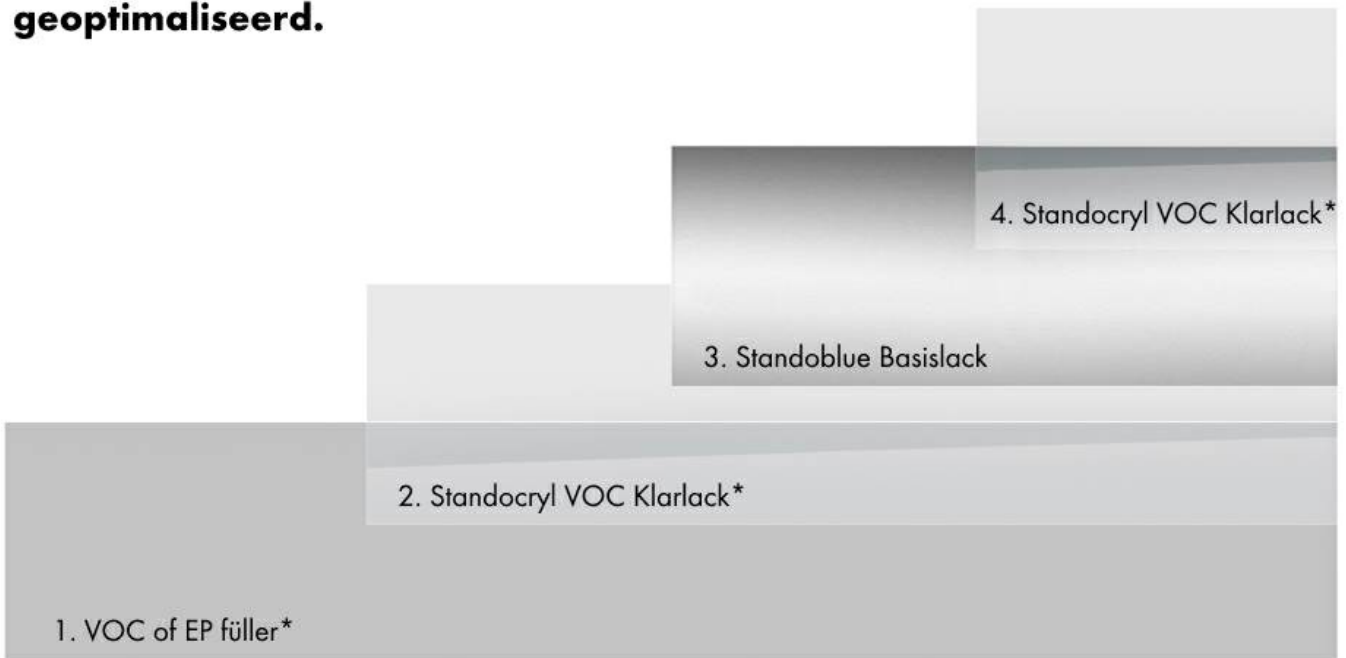 geoptimaliseerd.
4. Standocryl VOC Klarlack*
3. Standoblue Basislack
2. Standocryl VOC Klarlack*
1. VOC of EP füller*